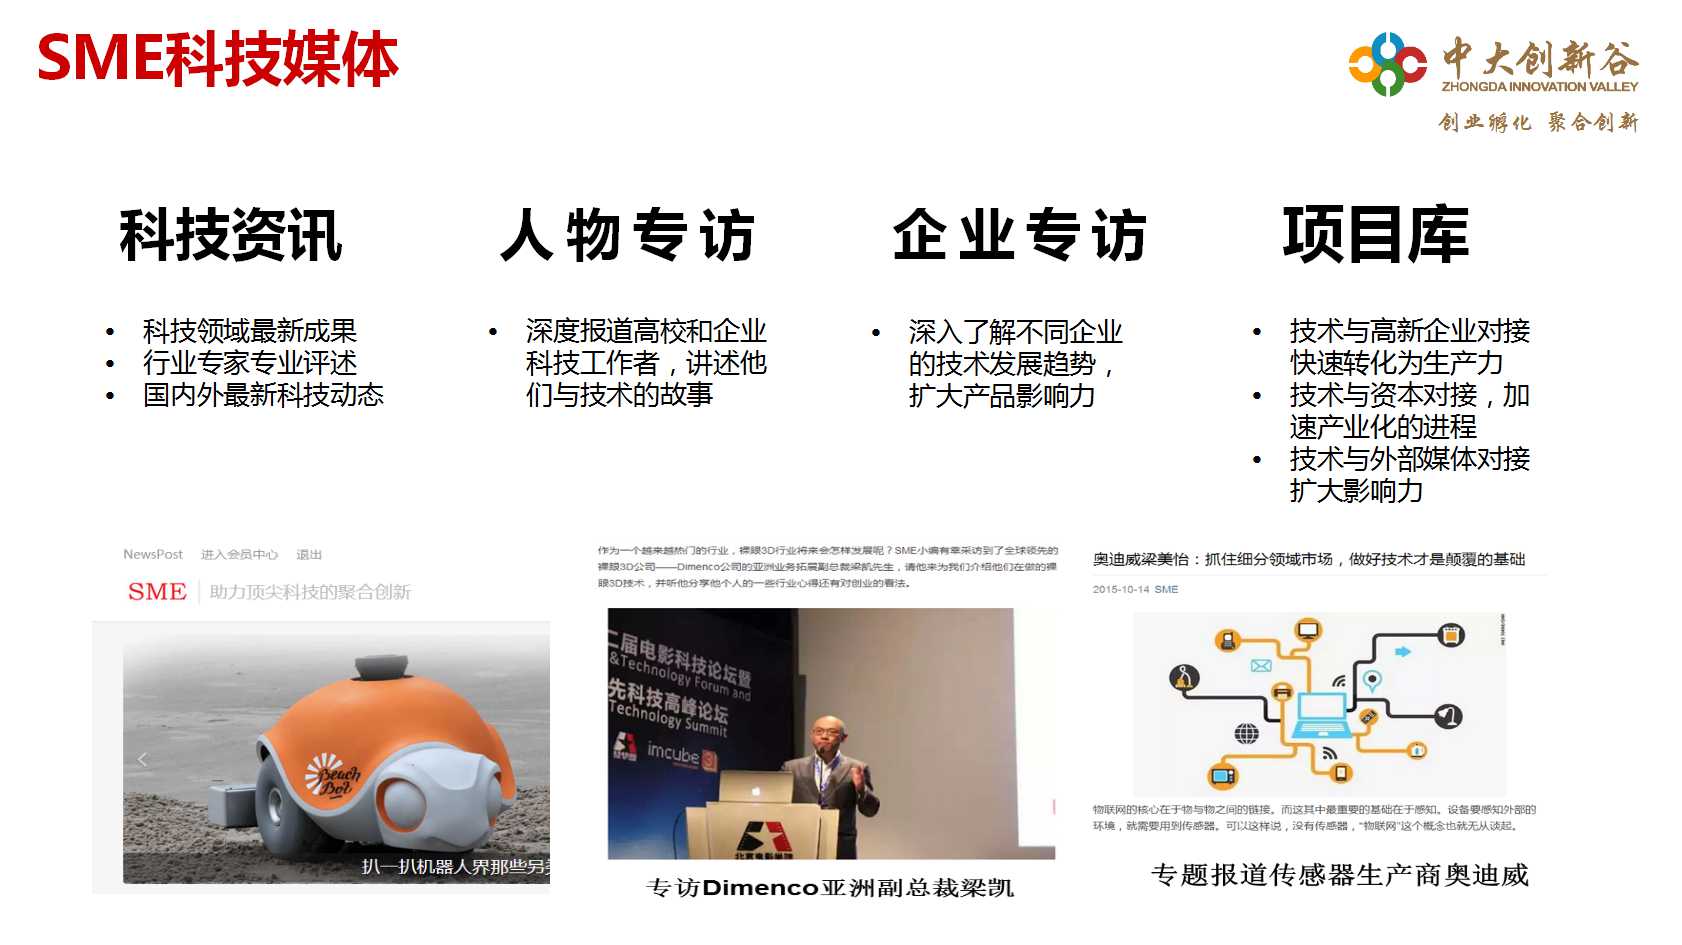 SME科技媒体
中大创新谷
ZHONGDA INNOVATION VALLEY
创业孵化 聚合创新
科技资讯
• 科技领域最新成果
• 行业专家专业评述
• 国内外最新科技动态
人物专访
• 深度报道高校和企业
科技工作者，讲述他
们与技术的故事
企业专访
• 深入了解不同企业
的技术发展趋势，
扩大产品影响力
项目库
• 技术与高新企业对接
快速转化为生产力
• 技术与资本对接，加
速产业化的进程
• 技术与外部媒体对接
扩大影响力
NewsPost 进入会员中心 退出
SME 助力顶尖科技的聚合创新
Beach
Bot
扒一扒机器人界那些另类
作为一个越来越热门的行业，裸眼3D行业将来会怎样发展呢？SME小编有幸采访到了全球领先的
裸眼3D公司——Dimenco公司的亚洲业务拓展副总裁梁凯先生，请他来为我们介绍他们在做的裸
眼3D技术，并听他分享他个人的一些行业心得还有对创业的看法。
二届电影科技论坛暨
&Technology Forum and
先科技高峰论坛
Technology Summit
imcube 3
北京电影学院
专访Dimenco亚洲副总裁梁凯
奥迪威梁美怡：抓住细分领域市场，做好技术才是颠覆的基础
2015-10-14 SME
物联网的核心在于物与物之间的链接。而这其中最重要的基础在于感知。设备要感知外部的
环境，就需要用到传感器。可以这样说，没有传感器，“物联网”这个概念也就无从谈起。
专题报道传感器生产商奥迪威